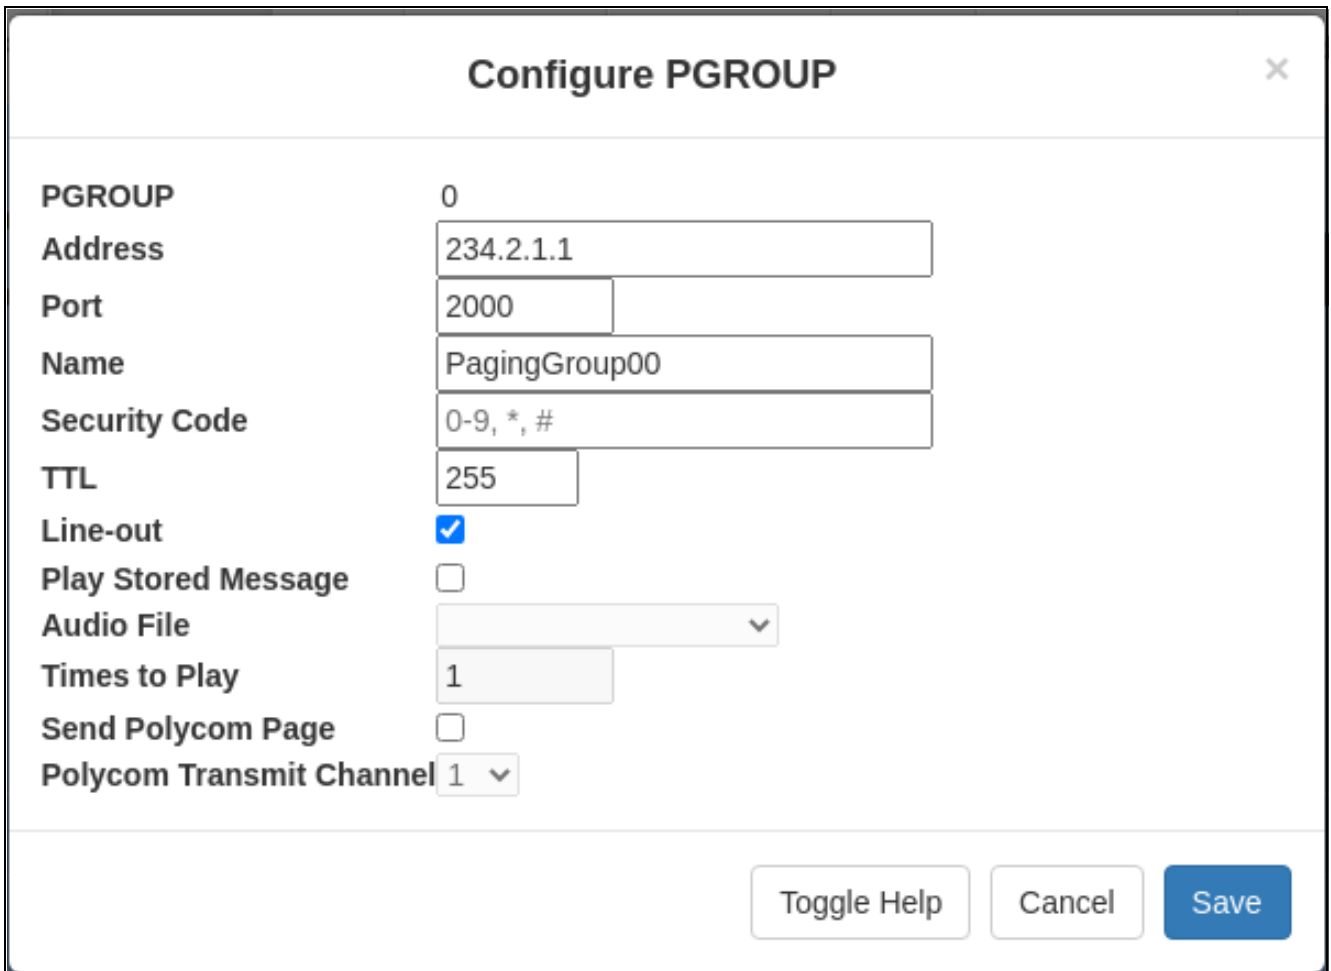 Configure PGROUP ×
PGROUP 0
Address 234.2.1.1
Port 2000
Name PagingGroup00
Security Code 0-9, *, #
TTL 255
Line-out
Play Stored Message
Audio File
Times to Play 1
Send Polycom Page
Polycom Transmit Channel 1
Toggle Help Cancel Save